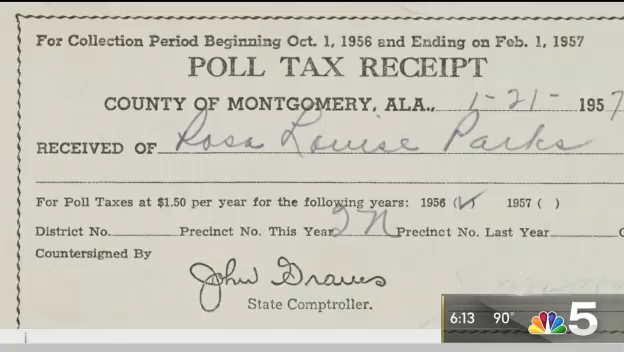 For Collection Period Beginning Oct. 1, 1956 and Ending on Feb. 1, 1957
POLL TAX RECEIPT
COUNTY OF MONTGOMERY, ALA., 1-21- 1957
RECEIVED OF Rosa Louise Parks
For Poll Taxes at $1.50 per year for the following years: 1956 (✓) 1957 ( )
District No. Precinct No. This Year 2N Precinct No. Last Year
Countersigned By
John Graves
State Comptroller.
6:13 90° 5